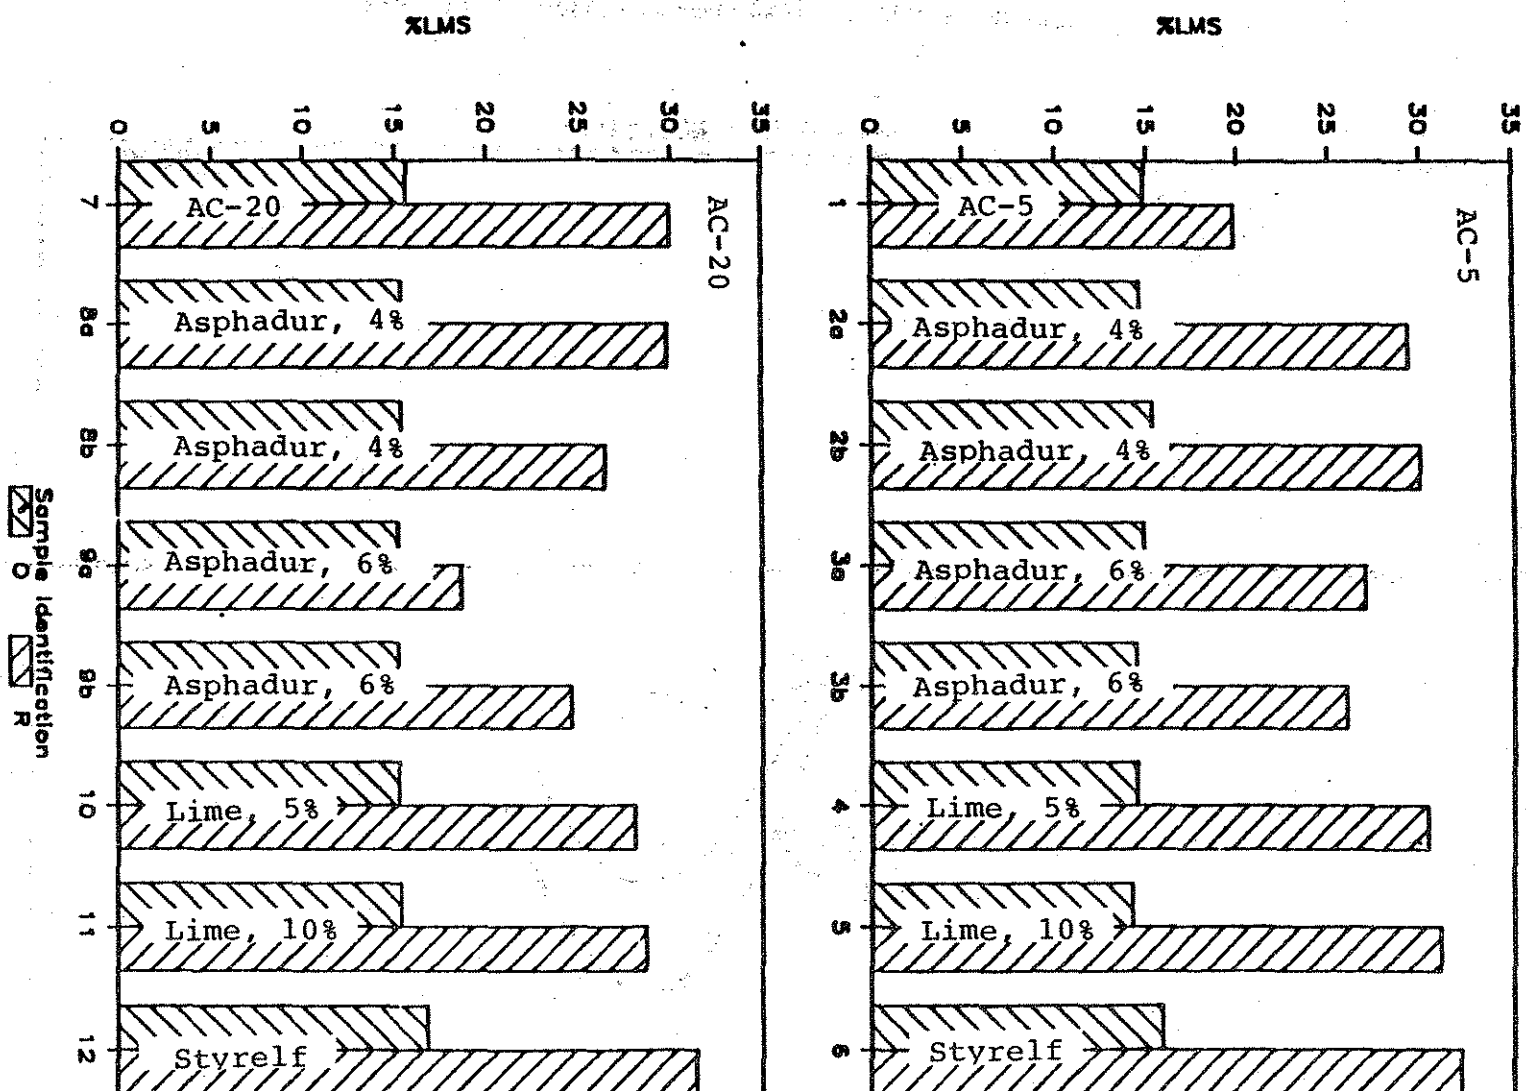 %LMS
0 5 10 15 20 25 30 35
AC-20
7 AC-20
8a Asphadur, 4%
8b Asphadur, 4%
9a Asphadur, 6%
9b Asphadur, 6%
10 Lime, 5%
11 Lime, 10%
12 Styrelf
%LMS
0 5 10 15 20 25 30 35
AC-5
1 AC-5
2a Asphadur, 4%
2b Asphadur, 4%
3a Asphadur, 6%
3b Asphadur, 6%
4 Lime, 5%
5 Lime, 10%
6 Styrelf
Sample Identification
O R